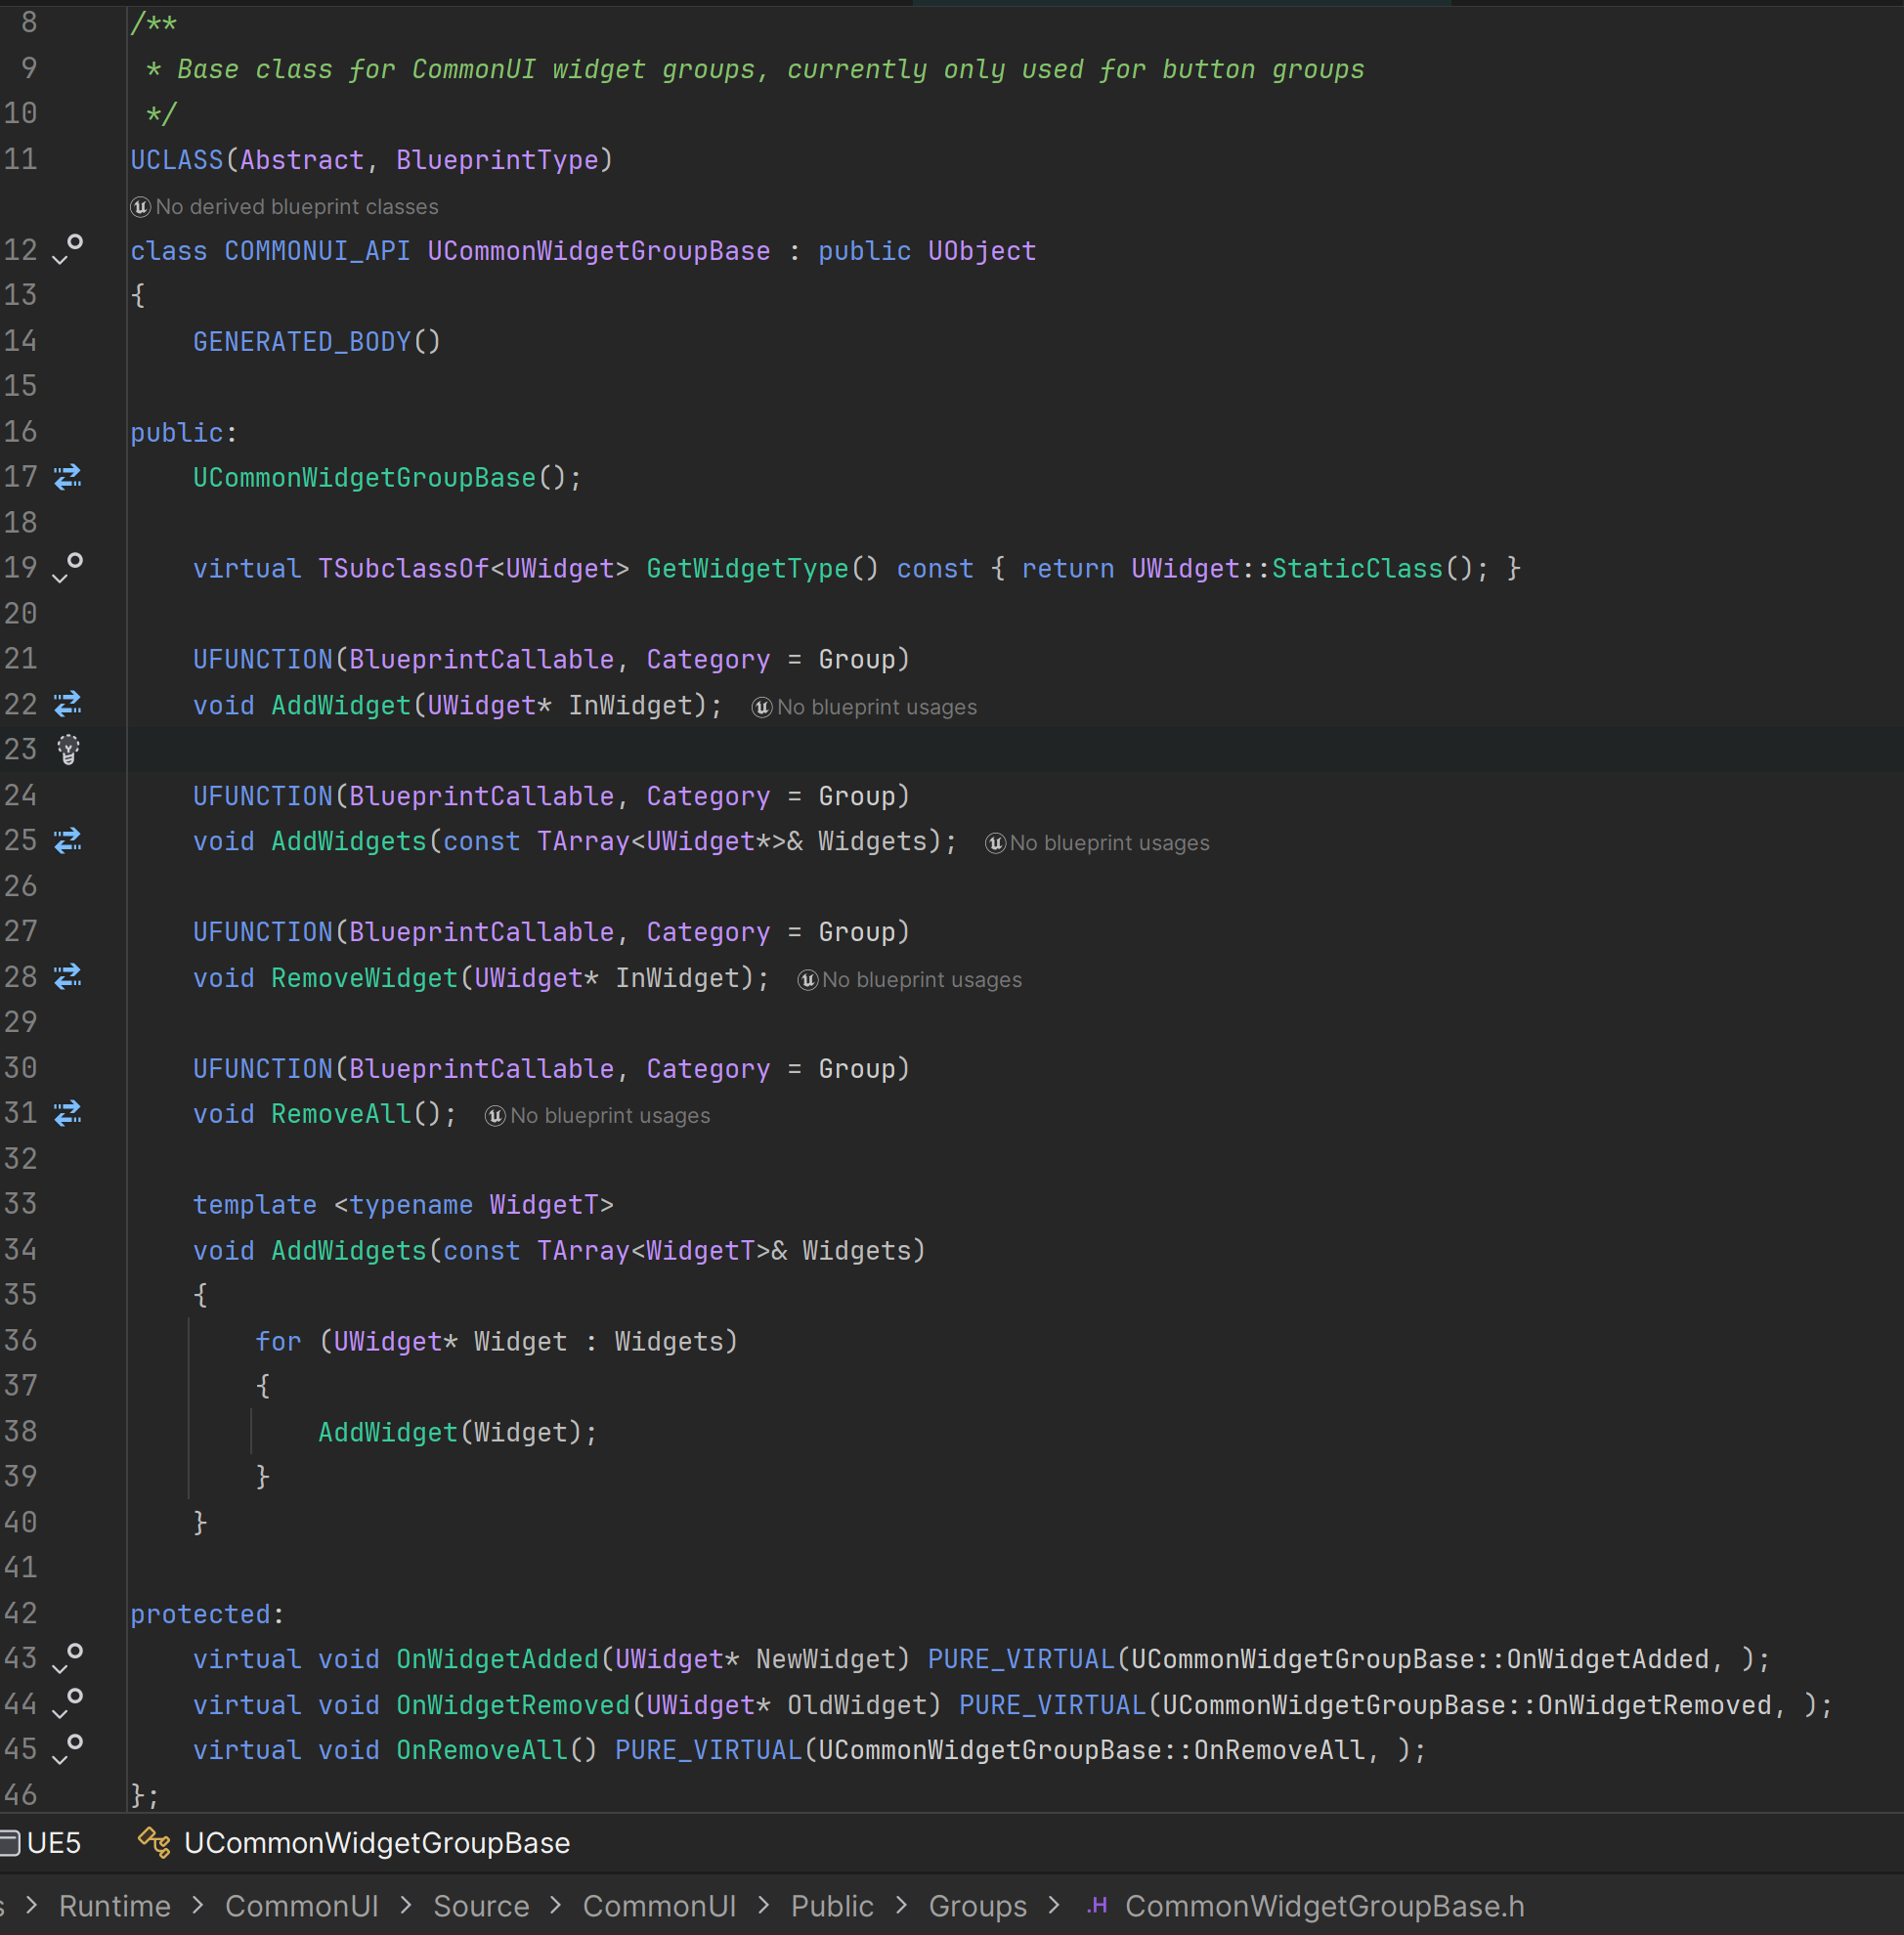 8 /**
9 * Base class for CommonUI widget groups, currently only used for button groups
10 */
11 UCLASS(Abstract, BlueprintType)
No derived blueprint classes
12 class COMMONUI_API UCommonWidgetGroupBase : public UObject
13 {
14 GENERATED_BODY()
15
16 public:
17 UCommonWidgetGroupBase();
18
19 virtual TSubclassOf<UWidget> GetWidgetType() const { return UWidget::StaticClass(); }
20
21 UFUNCTION(BlueprintCallable, Category = Group)
22 void AddWidget(UWidget* InWidget); No blueprint usages
23
24 UFUNCTION(BlueprintCallable, Category = Group)
25 void AddWidgets(const TArray<UWidget*>& Widgets); No blueprint usages
26
27 UFUNCTION(BlueprintCallable, Category = Group)
28 void RemoveWidget(UWidget* InWidget); No blueprint usages
29
30 UFUNCTION(BlueprintCallable, Category = Group)
31 void RemoveAll(); No blueprint usages
32
33 template <typename WidgetT>
34 void AddWidgets(const TArray<WidgetT>& Widgets)
35 {
36 for (UWidget* Widget : Widgets)
37 {
38 AddWidget(Widget);
39 }
40 }
41
42 protected:
43 virtual void OnWidgetAdded(UWidget* NewWidget) PURE_VIRTUAL(UCommonWidgetGroupBase::OnWidgetAdded, );
44 virtual void OnWidgetRemoved(UWidget* OldWidget) PURE_VIRTUAL(UCommonWidgetGroupBase::OnWidgetRemoved, );
45 virtual void OnRemoveAll() PURE_VIRTUAL(UCommonWidgetGroupBase::OnRemoveAll, );
46 };
UE5 UCommonWidgetGroupBase
s > Runtime > CommonUI > Source > CommonUI > Public > Groups > .H CommonWidgetGroupBase.h